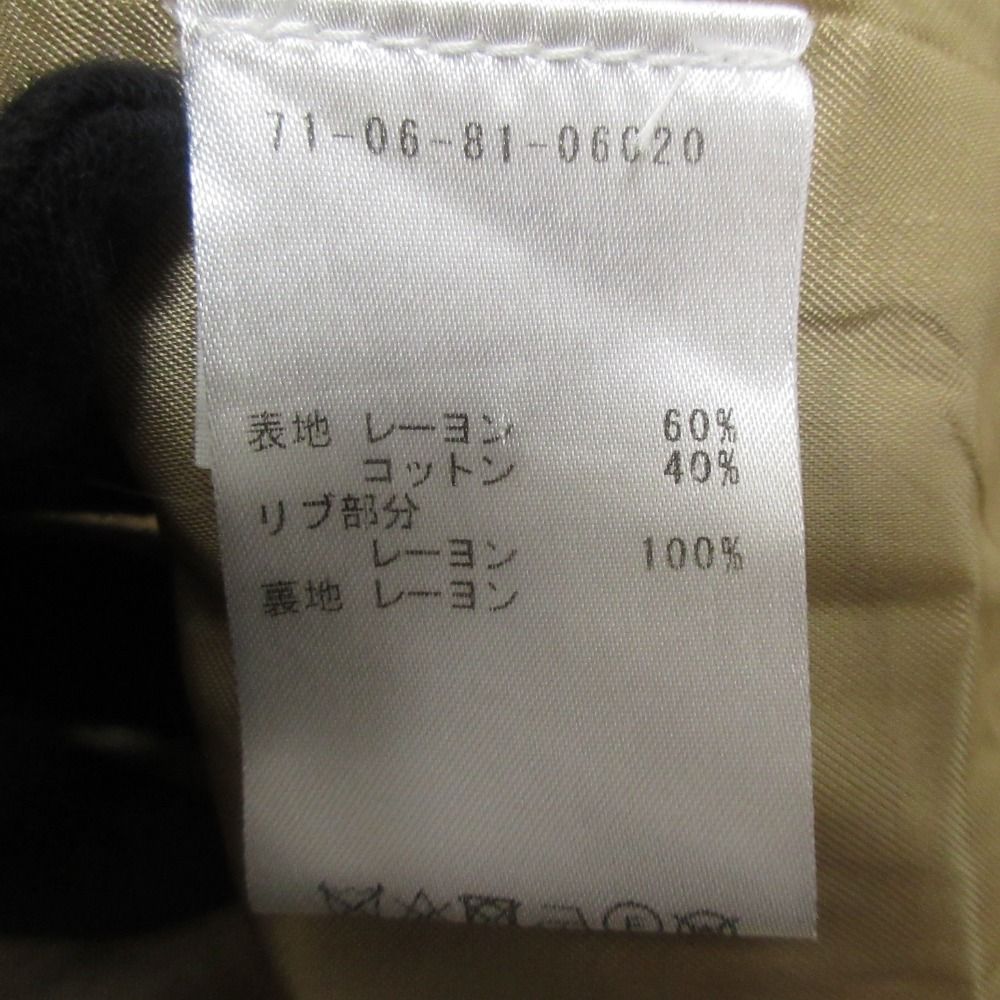 71-06-81-06020
表地 レーヨン 60%
コットン 40%
リブ部分
レーヨン 100%
裏地 レーヨン